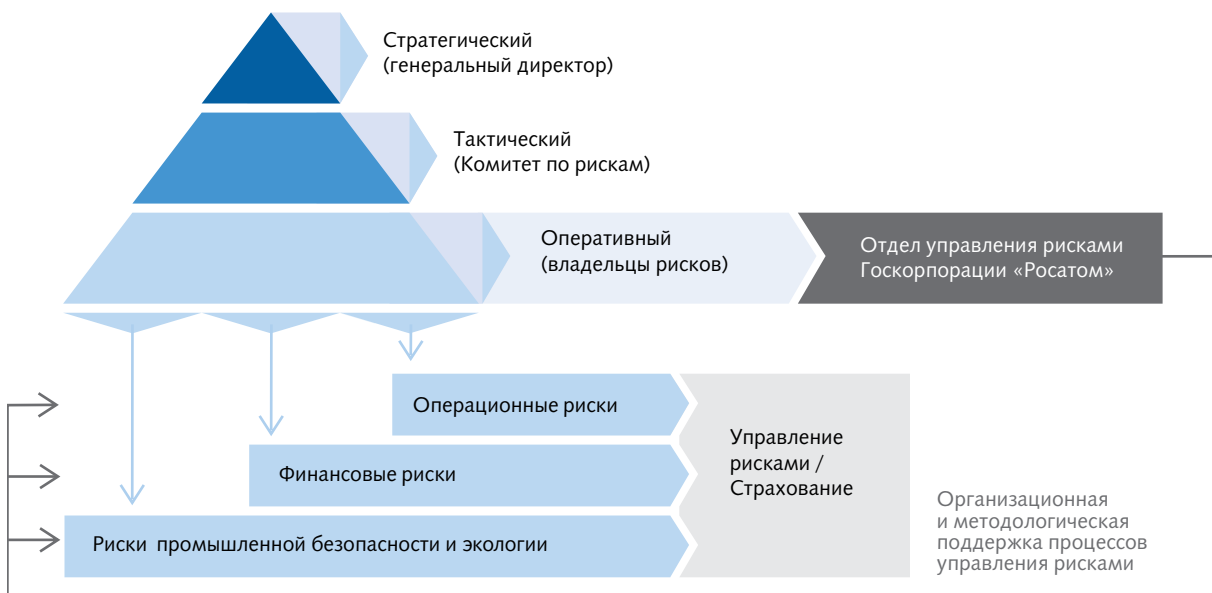 Стратегический
(генеральный директор)
Тактический
(Комитет по рискам)
Оперативный
(владельцы рисков)
Отдел управления рисками
Госкорпорации «Росатом»
Операционные риски
Финансовые риски
Риски промышленной безопасности и экологии
Управление
рисками /
Страхование
Организационная
и методологическая
поддержка процессов
управления рисками